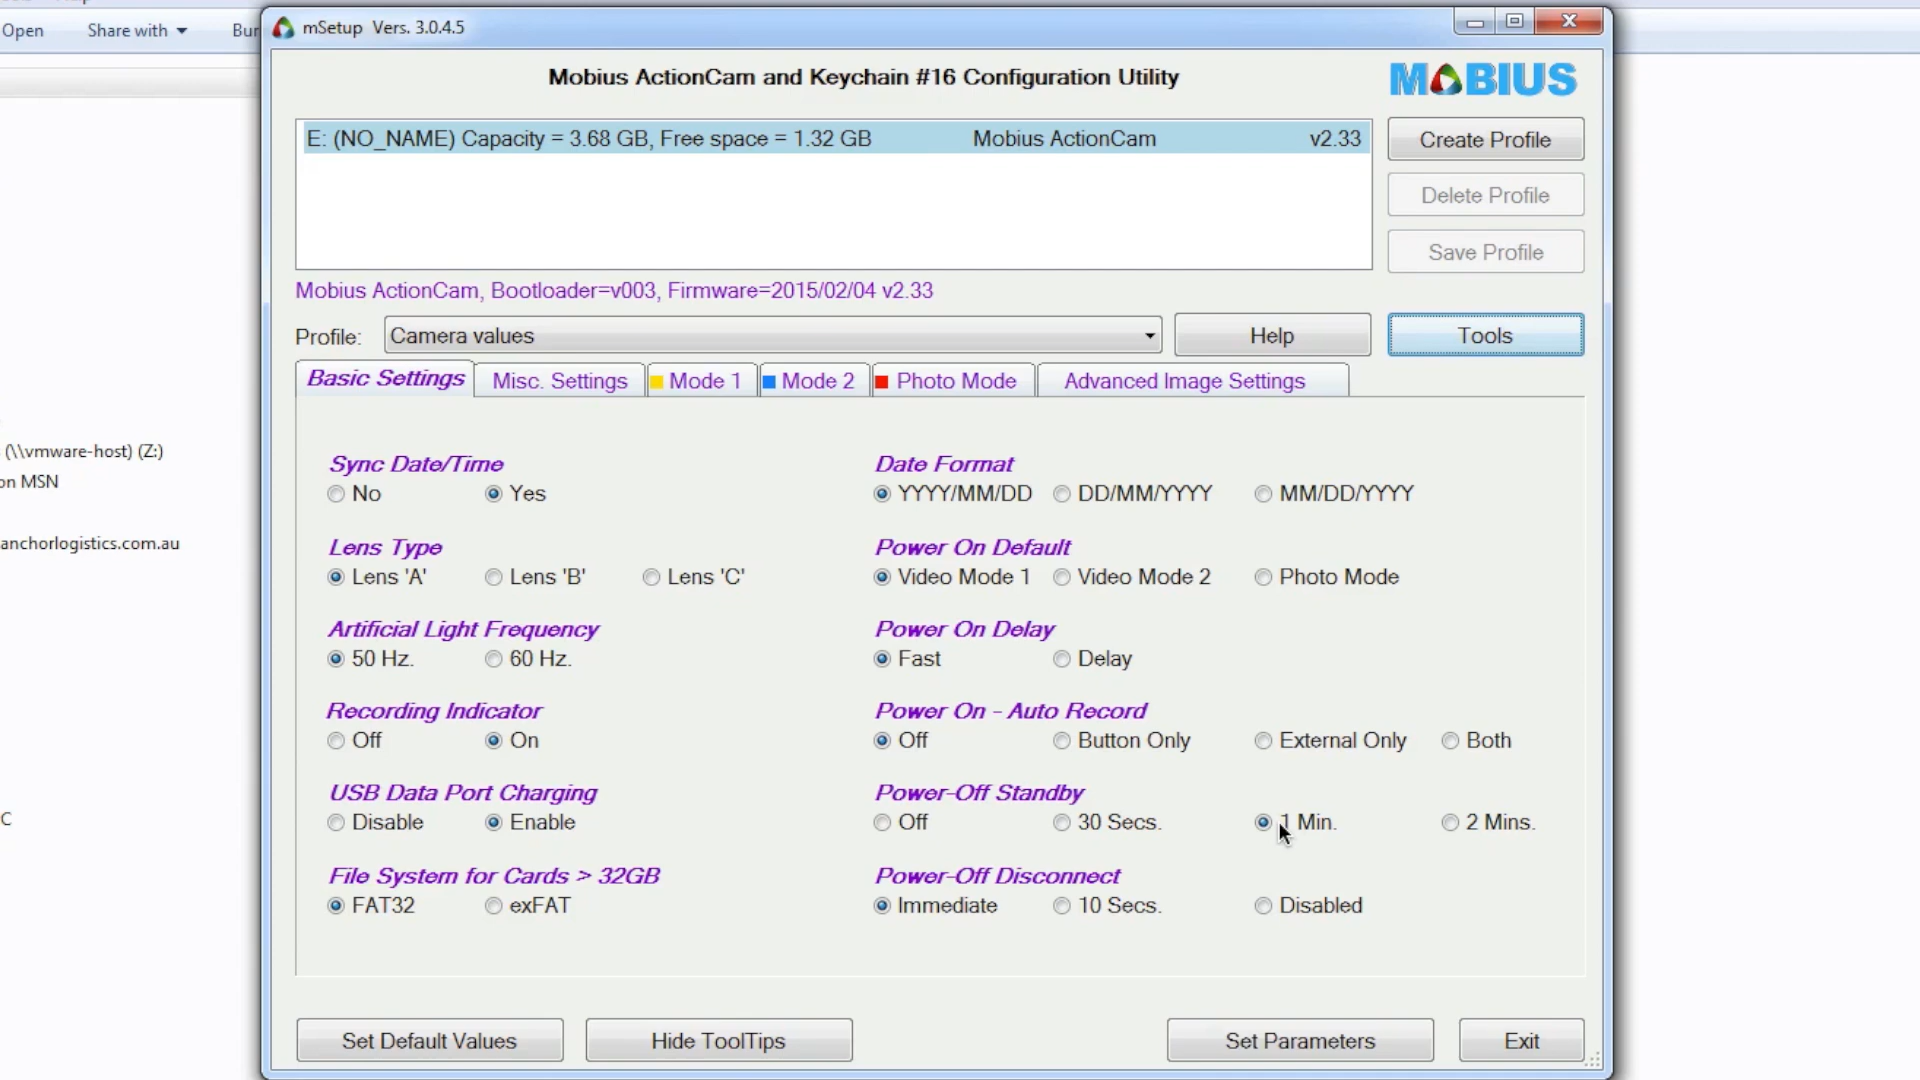 Open Share with Bur
mSetup Vers. 3.0.4.5
Mobius ActionCam and Keychain #16 Configuration Utility
MOBIUS
E: (NO_NAME) Capacity = 3.68 GB, Free space = 1.32 GB Mobius ActionCam v2.33
Create Profile
Delete Profile
Save Profile
Mobius ActionCam, Bootloader=v003, Firmware=2015/02/04 v2.33
Profile: Camera values Help Tools
Basic Settings Misc. Settings Mode 1 Mode 2 Photo Mode Advanced Image Settings
(\\vmware-host) (Z:)
on MSN
anchorlogistics.com.au
C
Sync Date/Time
No Yes
Lens Type
Lens 'A' Lens 'B' Lens 'C'
Artificial Light Frequency
50 Hz. 60 Hz.
Recording Indicator
Off On
USB Data Port Charging
Disable Enable
File System for Cards > 32GB
FAT32 exFAT
Date Format
YYYY/MM/DD DD/MM/YYYY MM/DD/YYYY
Power On Default
Video Mode 1 Video Mode 2 Photo Mode
Power On Delay
Fast Delay
Power On - Auto Record
Off Button Only External Only Both
Power-Off Standby
Off 30 Secs. 1 Min. 2 Mins.
Power-Off Disconnect
Immediate 10 Secs. Disabled
Set Default Values Hide ToolTips Set Parameters Exit